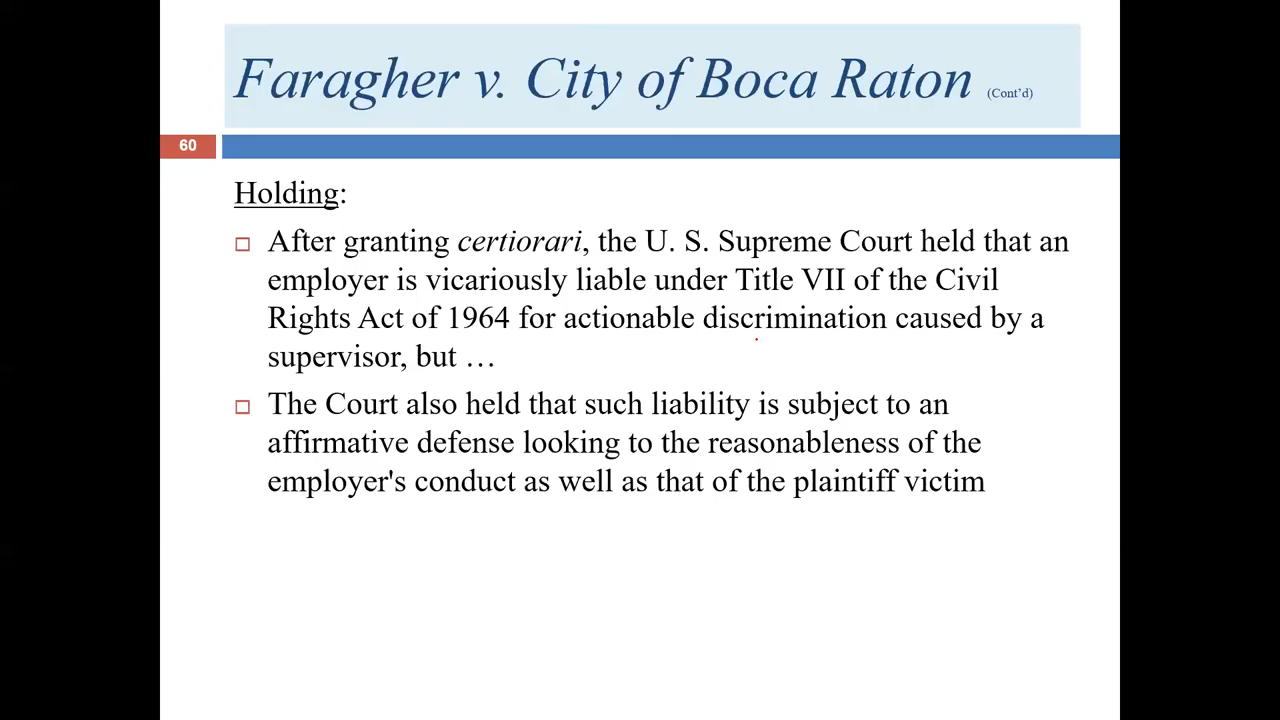 Faragher v. City of Boca Raton (Cont'd)
60
Holding:
After granting certiorari, the U. S. Supreme Court held that an
employer is vicariously liable under Title VII of the Civil
Rights Act of 1964 for actionable discrimination caused by a
supervisor, but …
The Court also held that such liability is subject to an
affirmative defense looking to the reasonableness of the
employer's conduct as well as that of the plaintiff victim